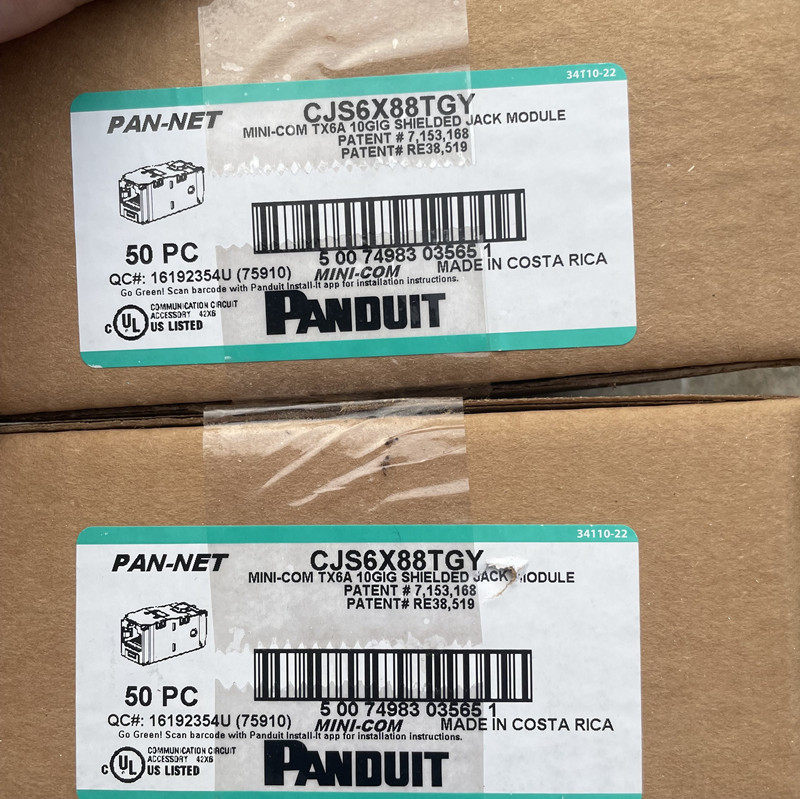 34110-22
PAN-NET
CJS6X88TGY
MINI-COM TX6A 10GIG SHIELDED JACK MODULE
PATENT # 7,153,168
PATENT# RE38,519
50 PC
5 00 74983 03565 1
QC#: 16192354U (75910)
MINI-COM
MADE IN COSTA RICA
Go Green! Scan barcode with Panduit Install-It app for installation instructions.
C UL US LISTED
COMMUNICATION CIRCUIT
ACCESSORY 42X6
PANDUIT
34110-22
PAN-NET
CJS6X88TGY
MINI-COM TX6A 10GIG SHIELDED JACK MODULE
PATENT # 7,153,168
PATENT# RE38,519
50 PC
5 00 74983 03565 1
QC#: 16192354U (75910)
MINI-COM
MADE IN COSTA RICA
Go Green! Scan barcode with Panduit Install-It app for installation instructions.
C UL US LISTED
COMMUNICATION CIRCUIT
ACCESSORY 42X6
PANDUIT